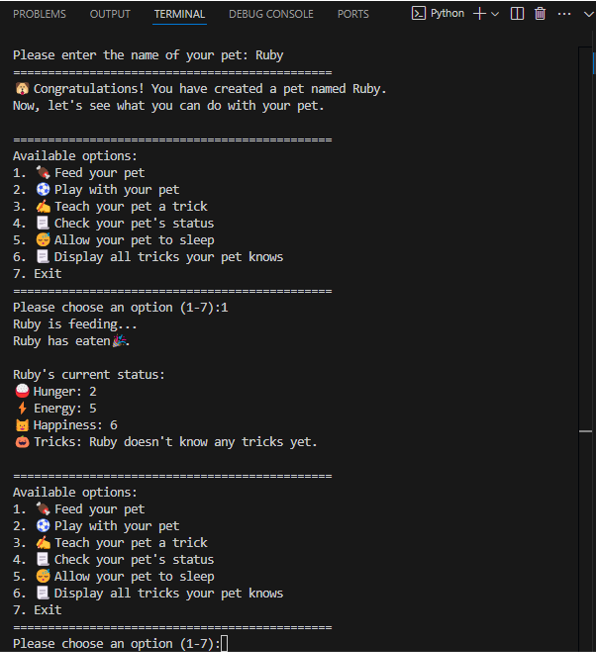 PROBLEMS OUTPUT TERMINAL DEBUG CONSOLE PORTS Python
Please enter the name of your pet: Ruby
==============================================
🐶 Congratulations! You have created a pet named Ruby.
Now, let's see what you can do with your pet.
==============================================
Available options:
1. 🍖 Feed your pet
2. ⚽ Play with your pet
3. ✍ Teach your pet a trick
4. 📃 Check your pet's status
5. 😴 Allow your pet to sleep
6. 📃 Display all tricks your pet knows
7. Exit
==============================================
Please choose an option (1-7):1
Ruby is feeding...
Ruby has eaten🎉.
Ruby's current status:
🍚 Hunger: 2
⚡ Energy: 5
😺 Happiness: 6
🎃 Tricks: Ruby doesn't know any tricks yet.
==============================================
Available options:
1. 🍖 Feed your pet
2. ⚽ Play with your pet
3. ✍ Teach your pet a trick
4. 📃 Check your pet's status
5. 😴 Allow your pet to sleep
6. 📃 Display all tricks your pet knows
7. Exit
==============================================
Please choose an option (1-7):